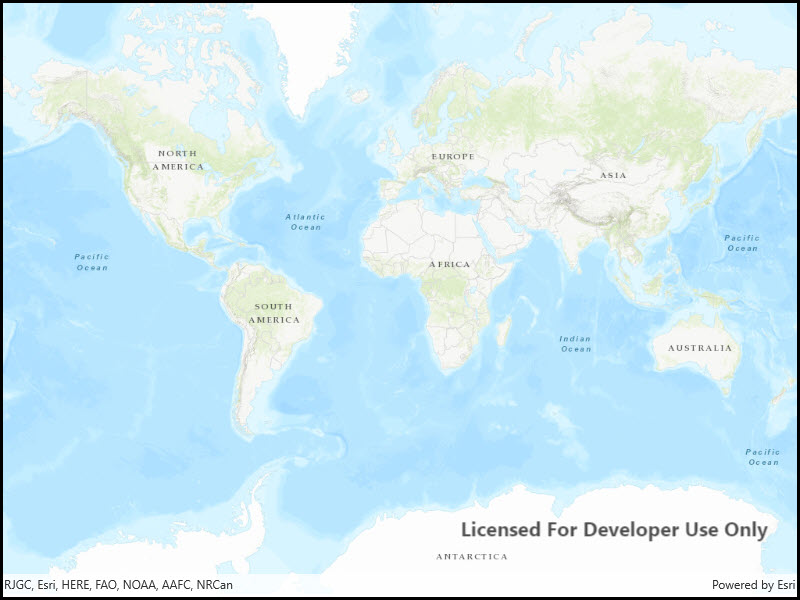 NORTH
AMERICA
EUROPE
ASIA
Atlantic
Ocean
Pacific
Ocean
Pacific
Ocean
AFRICA
SOUTH
AMERICA
Indian
Ocean
AUSTRALIA
Pacific
Ocean
Licensed For Developer Use Only
ANTARCTICA
RJGC, Esri, HERE, FAO, NOAA, AAFC, NRCan
Powered by Esri